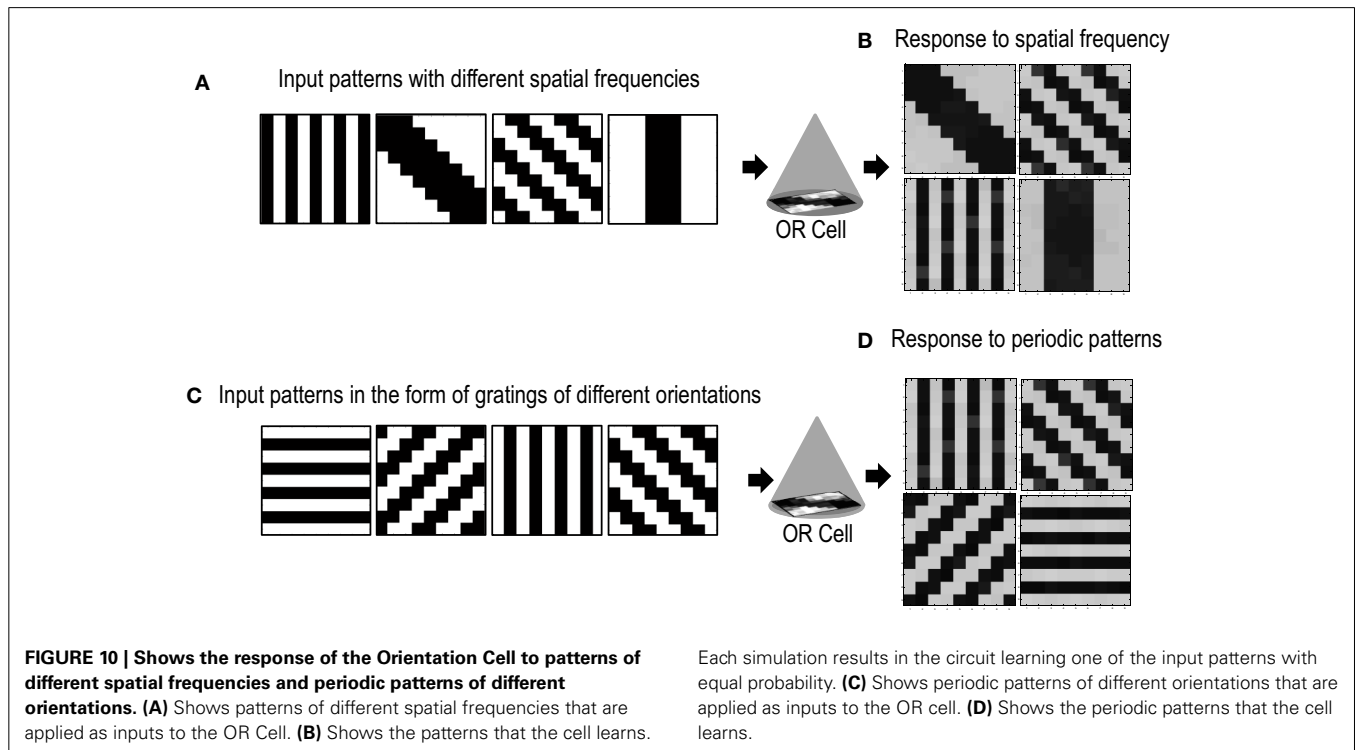 A Input patterns with different spatial frequencies
OR Cell
B Response to spatial frequency
C Input patterns in the form of gratings of different orientations
OR Cell
D Response to periodic patterns
FIGURE 10 | Shows the response of the Orientation Cell to patterns of
different spatial frequencies and periodic patterns of different
orientations. (A) Shows patterns of different spatial frequencies that are
applied as inputs to the OR Cell. (B) Shows the patterns that the cell learns.
Each simulation results in the circuit learning one of the input patterns with
equal probability. (C) Shows periodic patterns of different orientations that are
applied as inputs to the OR cell. (D) Shows the periodic patterns that the cell
learns.